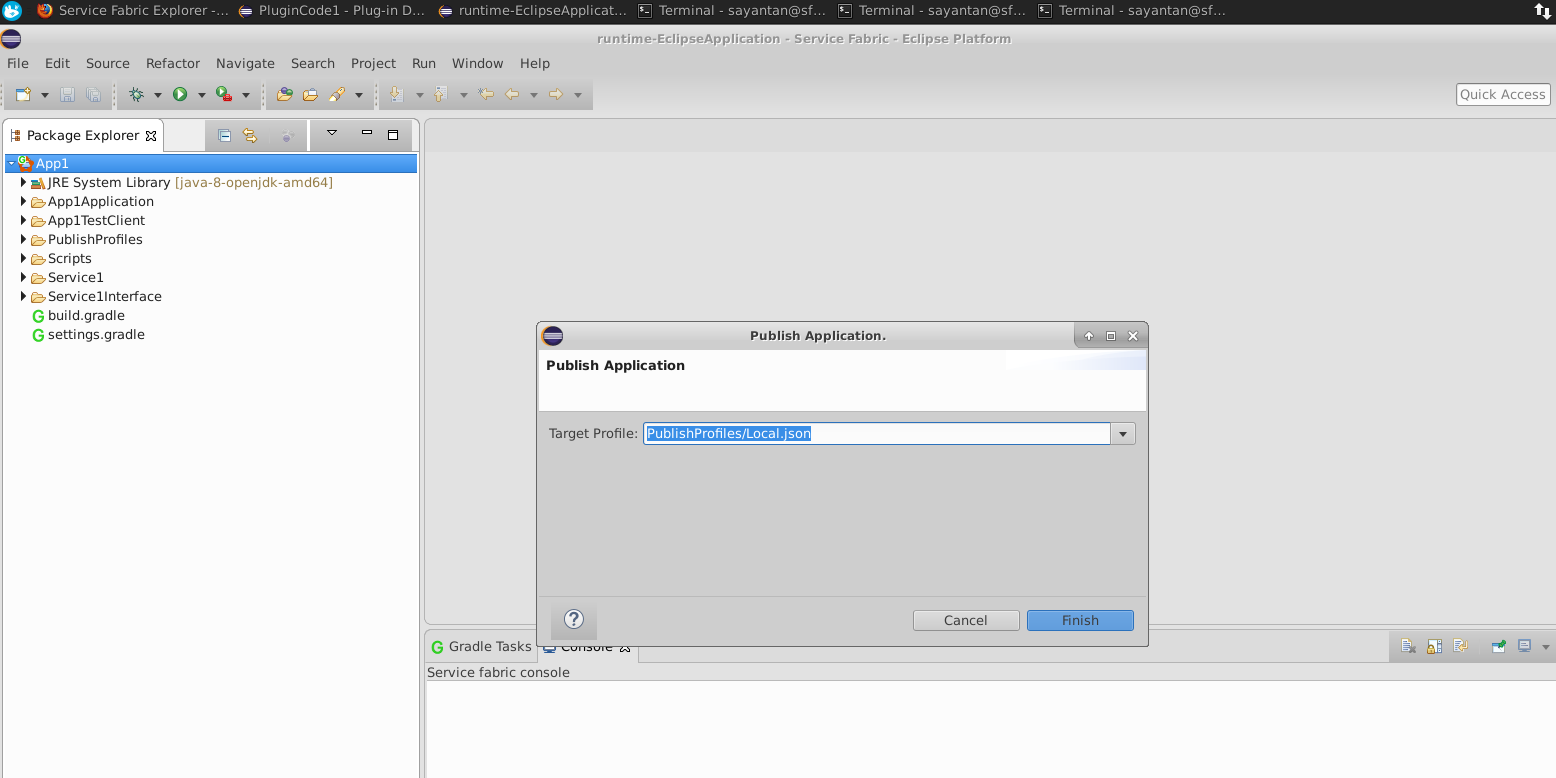 Service Fabric Explorer -... PluginCode1 - Plug-in D... runtime-EclipseApplicat... Terminal - sayantan@sf... Terminal - sayantan@sf... Terminal - sayantan@sf...
runtime-EclipseApplication - Service Fabric - Eclipse Platform
File Edit Source Refactor Navigate Search Project Run Window Help
Quick Access
Package Explorer
App1
JRE System Library [java-8-openjdk-amd64]
App1Application
App1TestClient
PublishProfiles
Scripts
Service1
Service1Interface
G build.gradle
G settings.gradle
Publish Application.
Publish Application
Target Profile: PublishProfiles/Local.json
? Cancel Finish
G Gradle Tasks Console
Service fabric console